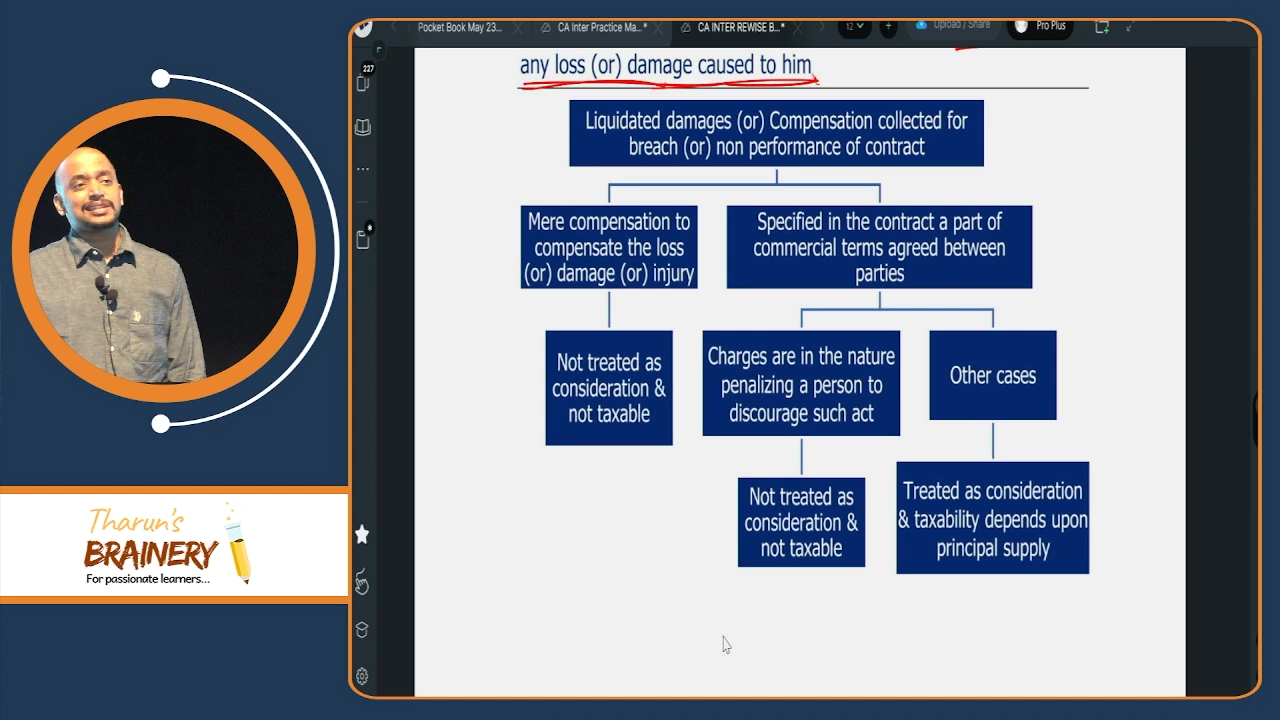 Pocket Book May 23...
CA Inter Practice Ma...*
CA INTER REWISE B...*
12
Upload / Share
Pro Plus
227
any loss (or) damage caused to him
Liquidated damages (or) Compensation collected for
breach (or) non performance of contract
Mere compensation to
compensate the loss
(or) damage (or) injury
Specified in the contract a part of
commercial terms agreed between
parties
Not treated as
consideration &
not taxable
Charges are in the nature
penalizing a person to
discourage such act
Other cases
Not treated as
consideration &
not taxable
Treated as consideration
& taxability depends upon
principal supply
Tharun's
BRAINERY
For passionate learners...